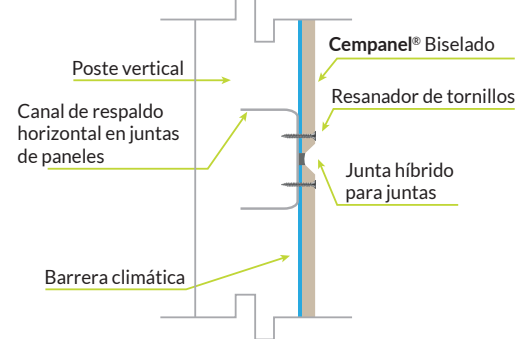 Cempanel® Biselado
Poste vertical
Resanador de tornillos
Canal de respaldo
horizontal en juntas
de paneles
Junta híbrido
para juntas
Barrera climática